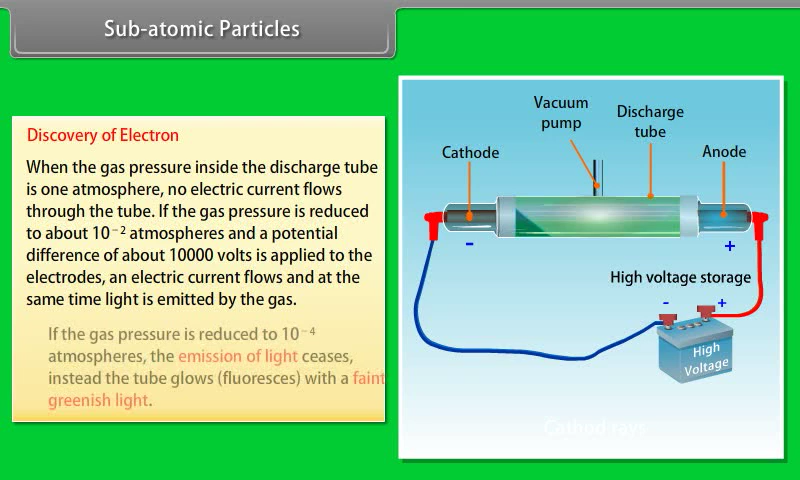 Sub-atomic Particles
Discovery of Electron
When the gas pressure inside the discharge tube
is one atmosphere, no electric current flows
through the tube. If the gas pressure is reduced
to about 10⁻² atmospheres and a potential
difference of about 10000 volts is applied to the
electrodes, an electric current flows and at the
same time light is emitted by the gas.
If the gas pressure is reduced to 10⁻⁴
atmospheres, the emission of light ceases,
instead the tube glows (fluoresces) with a faint
greenish light.
Vacuum
pump
Discharge
tube
Cathode
Anode
-
+
High voltage storage
-
+
High
Voltage
Cathod rays